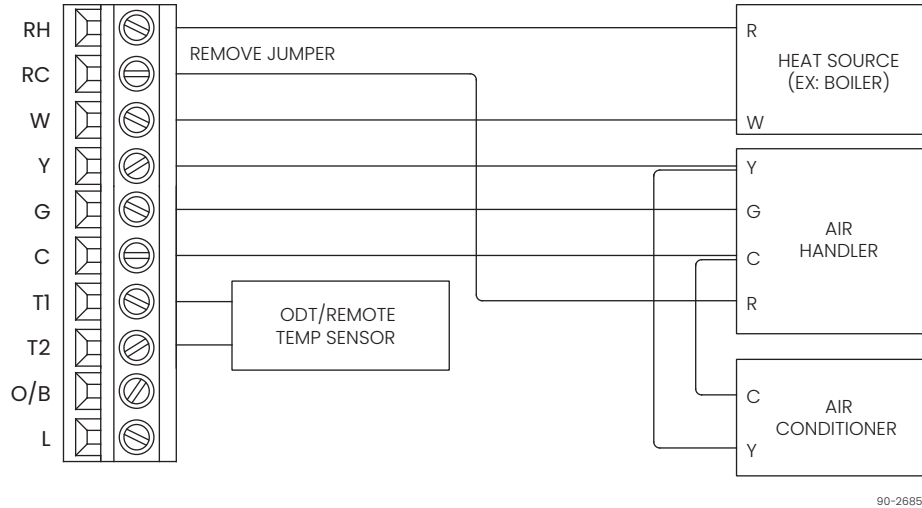 RH
REMOVE JUMPER
RC
W
Y
G
C
T1
T2
O/B
L
ODT/REMOTE
TEMP SENSOR
R
HEAT SOURCE
(EX: BOILER)
W
Y
G
AIR
HANDLER
C
R
C
AIR
CONDITIONER
Y
90-2685